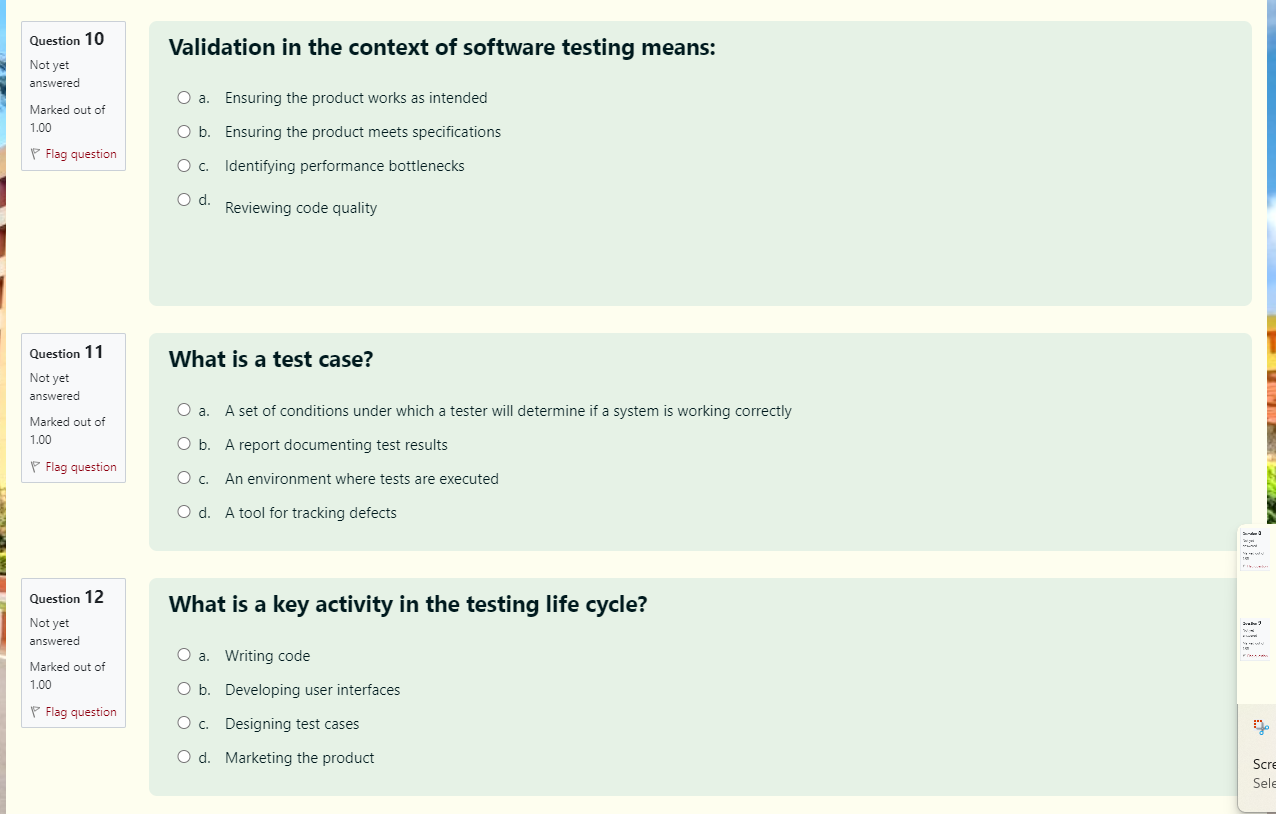 Question 10
Not yet
answered
Marked out of
1.00
Flag question
Validation in the context of software testing means:
a. Ensuring the product works as intended
b. Ensuring the product meets specifications
c. Identifying performance bottlenecks
d. Reviewing code quality
Question 11
Not yet
answered
Marked out of
1.00
Flag question
What is a test case?
a. A set of conditions under which a tester will determine if a system is working correctly
b. A report documenting test results
c. An environment where tests are executed
d. A tool for tracking defects
Question 12
Not yet
answered
Marked out of
1.00
Flag question
What is a key activity in the testing life cycle?
a. Writing code
b. Developing user interfaces
c. Designing test cases
d. Marketing the product
Scre
Sele